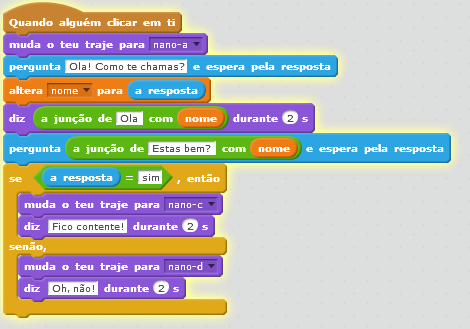 Quando alguém clicar em ti
muda o teu traje para nano-a
pergunta Ola! Como te chamas? e espera pela resposta
altera nome para a resposta
diz a junção de Ola com nome durante 2 s
pergunta a junção de Estas bem? com nome e espera pela resposta
se a resposta = sim , então
muda o teu traje para nano-c
diz Fico contente! durante 2 s
senão,
muda o teu traje para nano-d
diz Oh, não! durante 2 s